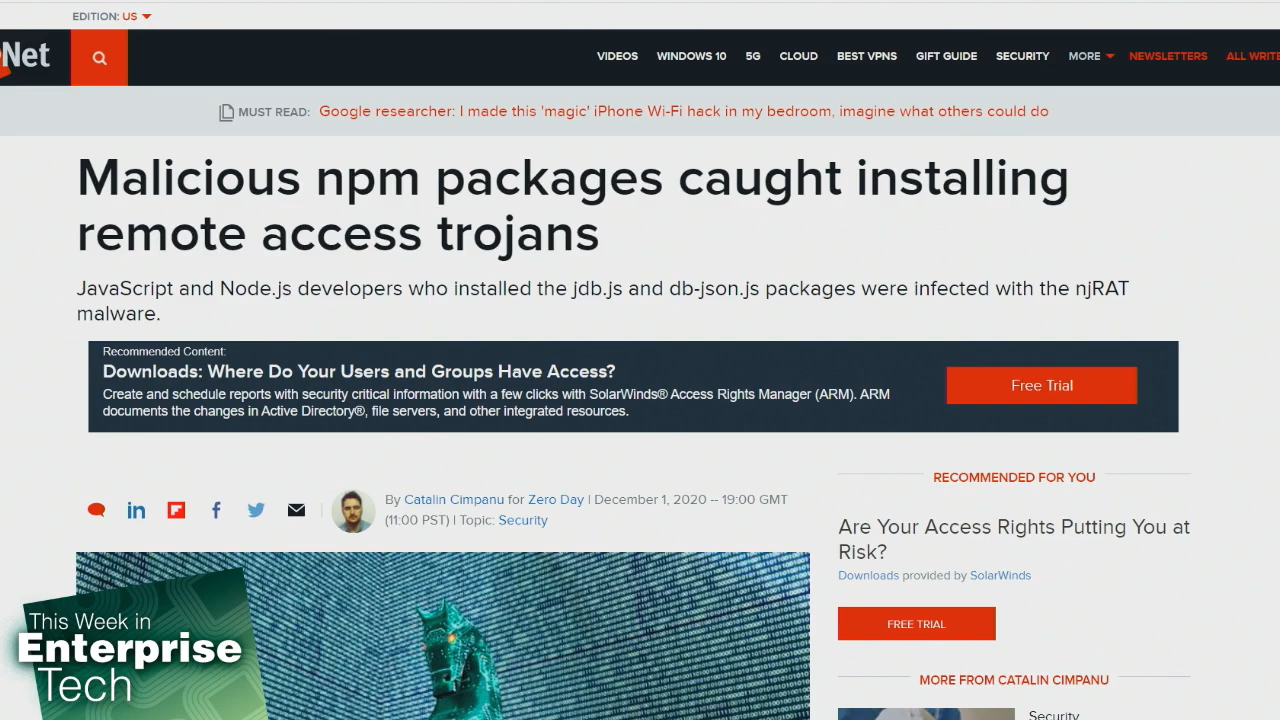 EDITION: US
Net
VIDEOS WINDOWS 10 5G CLOUD BEST VPNS GIFT GUIDE SECURITY MORE NEWSLETTERS ALL WRITE
MUST READ: Google researcher: I made this 'magic' iPhone Wi-Fi hack in my bedroom, imagine what others could do
Malicious npm packages caught installing
remote access trojans
JavaScript and Node.js developers who installed the jdb.js and db-json.js packages were infected with the njRAT
malware.
Recommended Content:
Downloads: Where Do Your Users and Groups Have Access?
Create and schedule reports with security critical information with a few clicks with SolarWinds® Access Rights Manager (ARM). ARM
documents the changes in Active Directory®, file servers, and other integrated resources.
Free Trial
By Catalin Cimpanu for Zero Day | December 1, 2020 -- 19:00 GMT
(11:00 PST) | Topic: Security
RECOMMENDED FOR YOU
Are Your Access Rights Putting You at
Risk?
Downloads provided by SolarWinds
FREE TRIAL
MORE FROM CATALIN CIMPANU
Security
This Week in
Enterprise
Tech